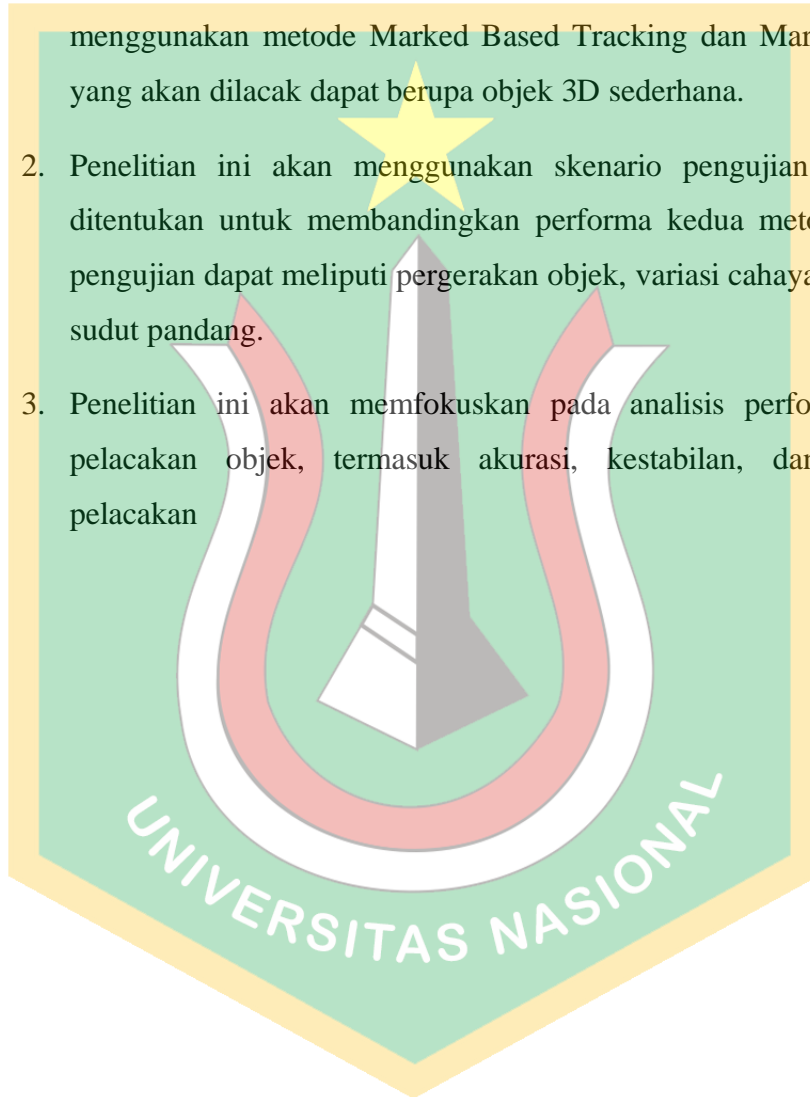 menggunakan metode Marked Based Tracking dan Mar
yang akan dilacak dapat berupa objek 3D sederhana.
2. Penelitian ini akan menggunakan skenario pengujian
ditentukan untuk membandingkan performa kedua met
pengujian dapat meliputi pergerakan objek, variasi cahaya
sudut pandang.
3. Penelitian ini akan memfokuskan pada analisis perfo
pelacakan objek, termasuk akurasi, kestabilan, dan
pelacakan
UNIVERSITAS NASIONAL